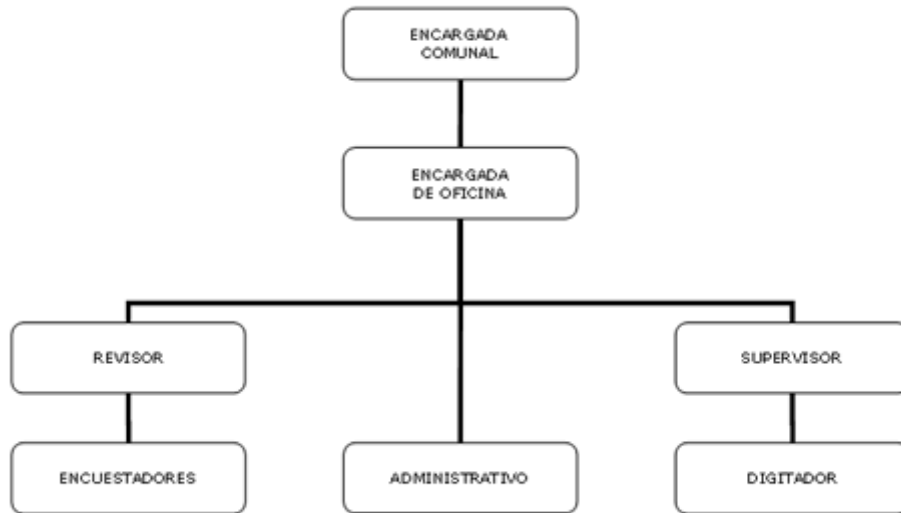 ENCARGADA
COMUNAL
ENCARGADA
DE OFICINA
REVISOR
SUPERVISOR
ENCUESTADORES
ADMINISTRATIVO
DIGITADOR